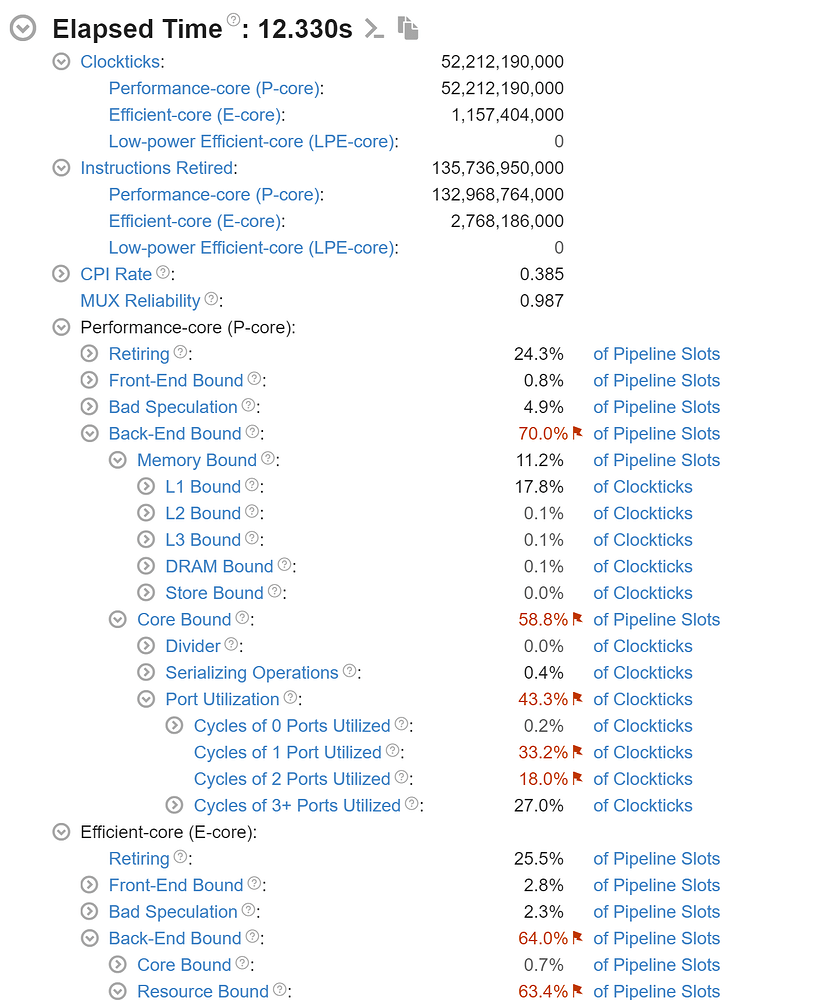 Elapsed Time ?: 12.330s
Clockticks: 52,212,190,000
Performance-core (P-core): 52,212,190,000
Efficient-core (E-core): 1,157,404,000
Low-power Efficient-core (LPE-core): 0
Instructions Retired: 135,736,950,000
Performance-core (P-core): 132,968,764,000
Efficient-core (E-core): 2,768,186,000
Low-power Efficient-core (LPE-core): 0
CPI Rate ?: 0.385
MUX Reliability ?: 0.987
Performance-core (P-core):
Retiring ?: 24.3% of Pipeline Slots
Front-End Bound ?: 0.8% of Pipeline Slots
Bad Speculation ?: 4.9% of Pipeline Slots
Back-End Bound ?: 70.0% of Pipeline Slots
Memory Bound ?: 11.2% of Pipeline Slots
L1 Bound ?: 17.8% of Clockticks
L2 Bound ?: 0.1% of Clockticks
L3 Bound ?: 0.1% of Clockticks
DRAM Bound ?: 0.1% of Clockticks
Store Bound ?: 0.0% of Clockticks
Core Bound ?: 58.8% of Pipeline Slots
Divider ?: 0.0% of Clockticks
Serializing Operations ?: 0.4% of Clockticks
Port Utilization ?: 43.3% of Clockticks
Cycles of 0 Ports Utilized ?: 0.2% of Clockticks
Cycles of 1 Port Utilized ?: 33.2% of Clockticks
Cycles of 2 Ports Utilized ?: 18.0% of Clockticks
Cycles of 3+ Ports Utilized ?: 27.0% of Clockticks
Efficient-core (E-core):
Retiring ?: 25.5% of Pipeline Slots
Front-End Bound ?: 2.8% of Pipeline Slots
Bad Speculation ?: 2.3% of Pipeline Slots
Back-End Bound ?: 64.0% of Pipeline Slots
Core Bound ?: 0.7% of Pipeline Slots
Resource Bound ?: 63.4% of Pipeline Slots